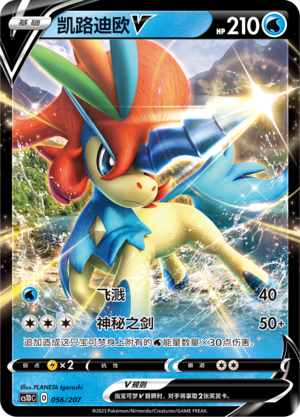 基础
凯路迪欧V
HP 210
飞溅 40
神秘之剑 50+
追加造成这只宝可梦身上附有的能量数量×30点伤害。
弱点 ×2 抗性 撤退
Illus. PLANETA Igarashi
cs1DC D 056/207
V规则
当宝可梦V昏厥时，对手将拿取2张奖赏卡。
©2023 Pokémon/Nintendo/Creatures/GAME FREAK.